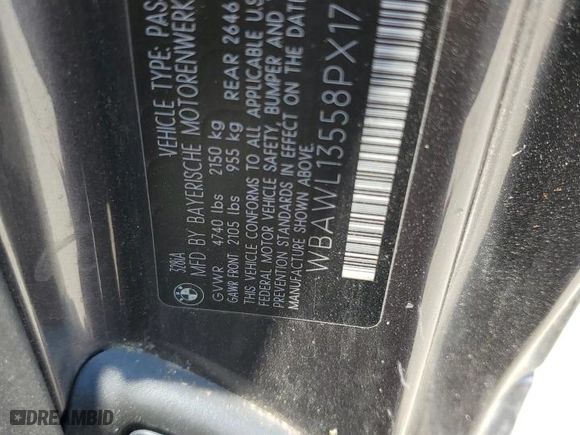 328iA
VEHICLE TYPE: PAS
MFD BY BAYERISCHE MOTORENWERK
GVWR 4740 lbs 2150 kg
GAWR FRONT 2105 lbs 955 kg REAR 2646
THIS VEHICLE CONFORMS TO ALL APPLICABLE U.S
FEDERAL MOTOR VEHICLE SAFETY, BUMPER AND
PREVENTION STANDARDS IN EFFECT ON THE DATE
MANUFACTURE SHOWN ABOVE
WBAWL13558PX17
DREAMBID